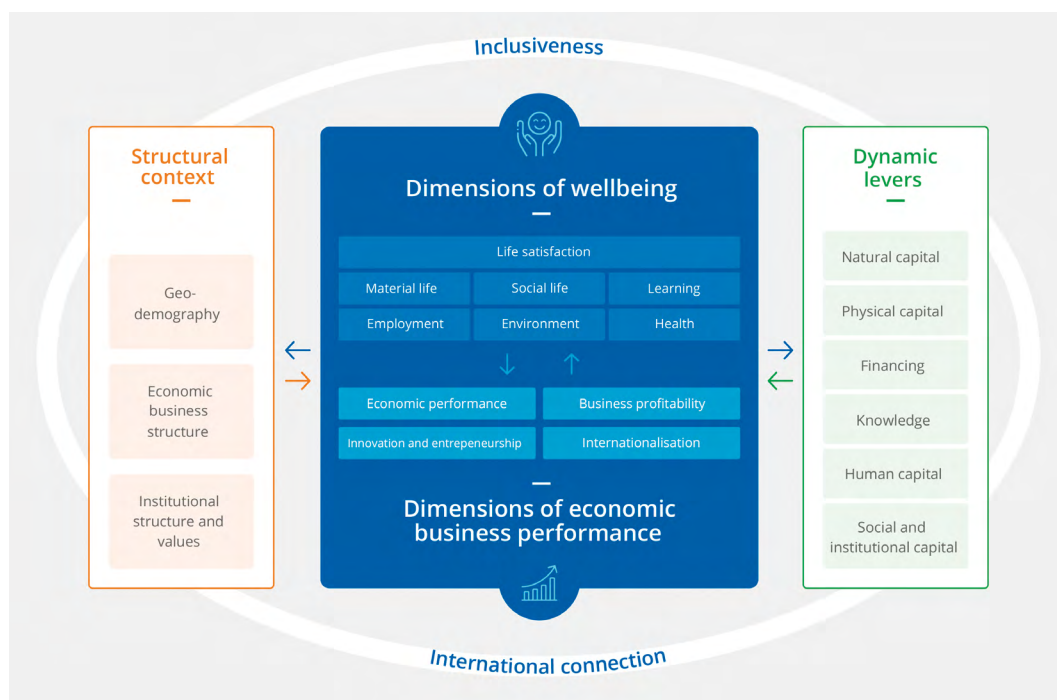 Inclusiveness
Structural
context
Geo-
demography
Economic
business
structure
Institutional
structure and
values
Dimensions of wellbeing
Life satisfaction
Material life
Social life
Learning
Employment
Environment
Health
Economic performance
Business profitability
Innovation and entrepeneurship
Internationalisation
Dimensions of economic
business performance
Dynamic
levers
Natural capital
Physical capital
Financing
Knowledge
Human capital
Social and
institutional capital
International connection